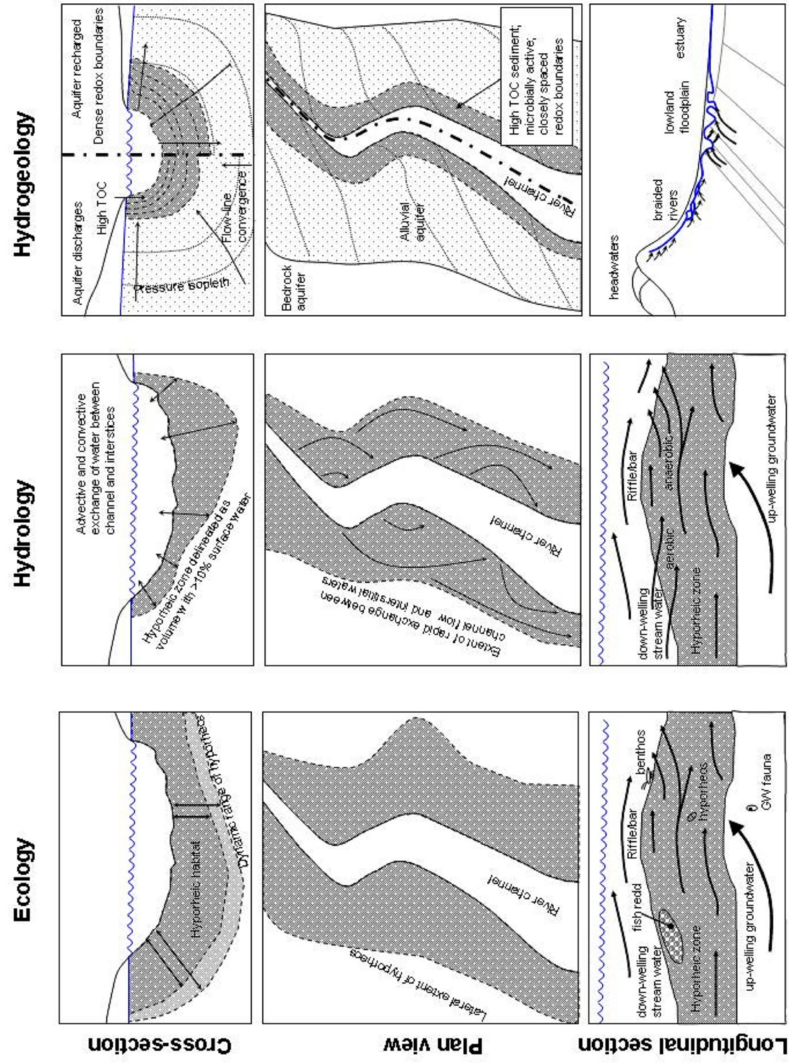 Ecology
Hydrology
Hydrogeology
Cross-section
Hyporheic habitat
Dynamic range of hyporheos
Advective and convective
exchange of water between
channel and interstices
Hyporheic zone delineated as
volume with >10% surface water
Aquifer discharges
Aquifer recharged
High TOC
Dense redox boundaries
Pressure isopleth
Flow-line
convergence
Plan view
Lateral extent of hyporheos
River channel
Extent of rapid exchange between
channel flow and interstitial waters
River channel
Bedrock
aquifer
Alluvial
aquifer
River channel
High TOC sediment;
microbially active;
closely spaced
redox boundaries
Longitudinal section
down-welling
stream water
fish redd
Riffle/bar
benthos
Hyporheic zone
hyporheos
up-welling groundwater
GW fauna
down-welling
stream water
Riffle/bar
aerobic
anaerobic
Hyporheic zone
up-welling groundwater
headwaters
braided
rivers
lowland
floodplain
estuary